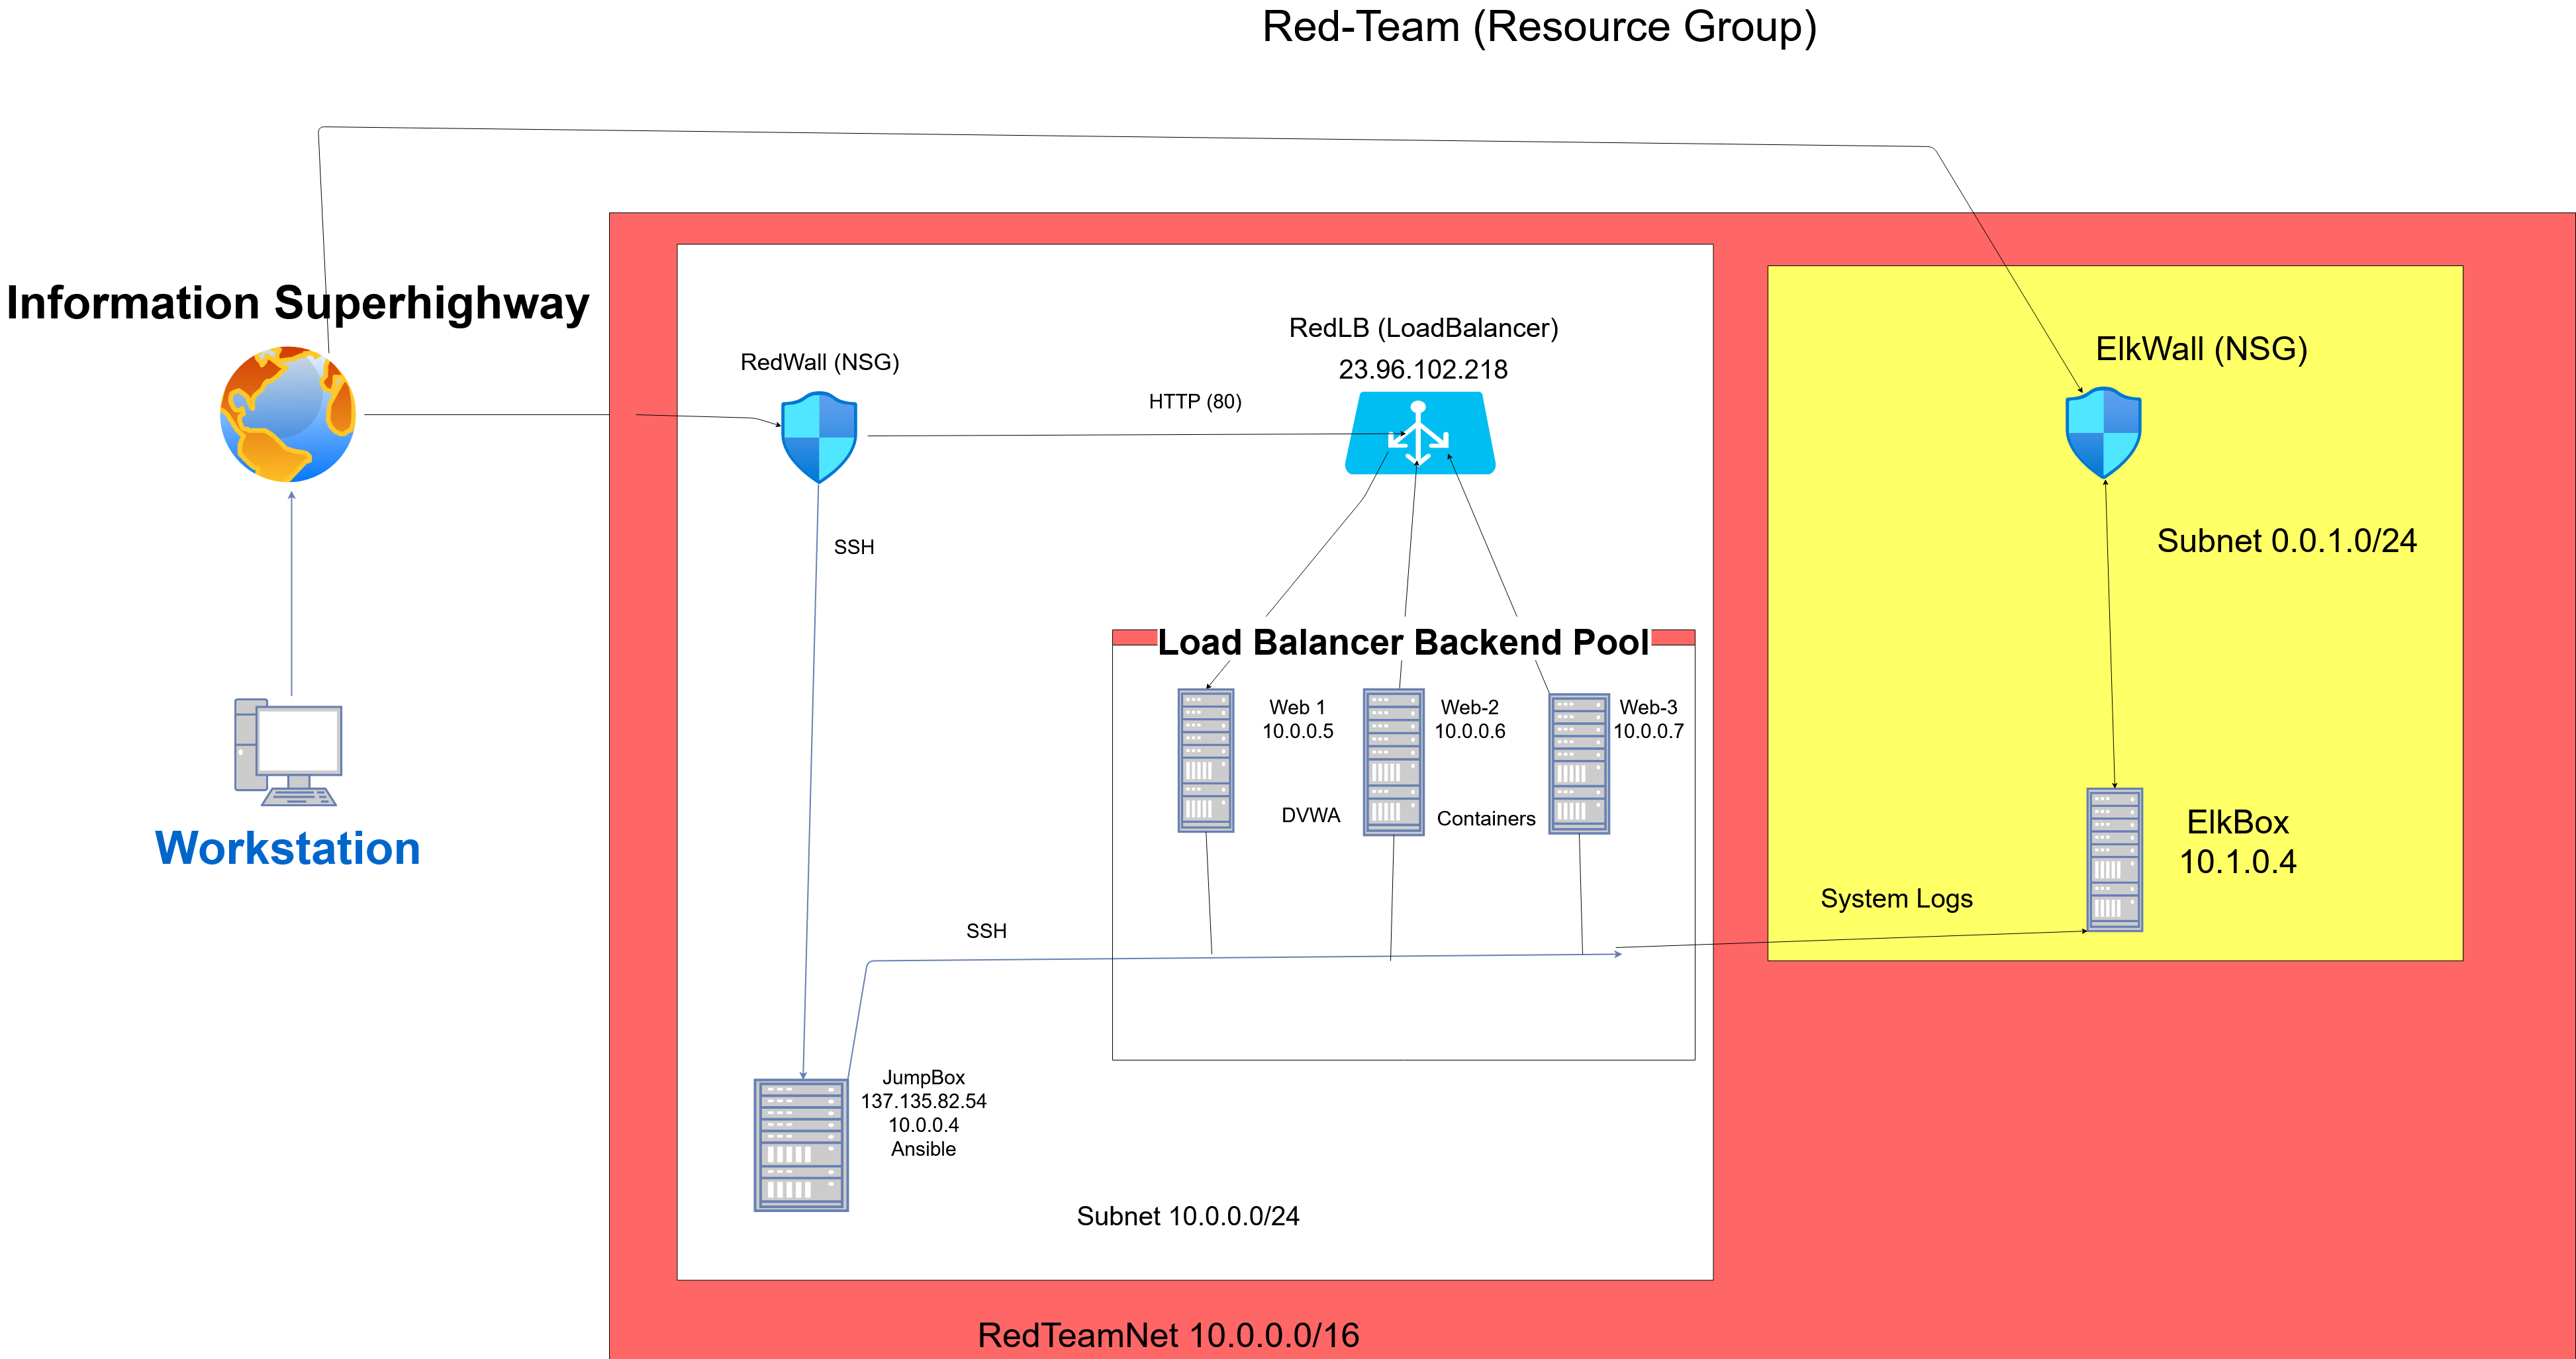 Red-Team (Resource Group)
Information Superhighway
Workstation
RedWall (NSG)
RedLB (LoadBalancer)
23.96.102.218
HTTP (80)
SSH
Load Balancer Backend Pool
Web 1
10.0.0.5
Web-2
10.0.0.6
Web-3
10.0.0.7
DVWA
Containers
SSH
JumpBox
137.135.82.54
10.0.0.4
Ansible
Subnet 10.0.0.0/24
ElkWall (NSG)
Subnet 0.0.1.0/24
ElkBox
10.1.0.4
System Logs
RedTeamNet 10.0.0.0/16